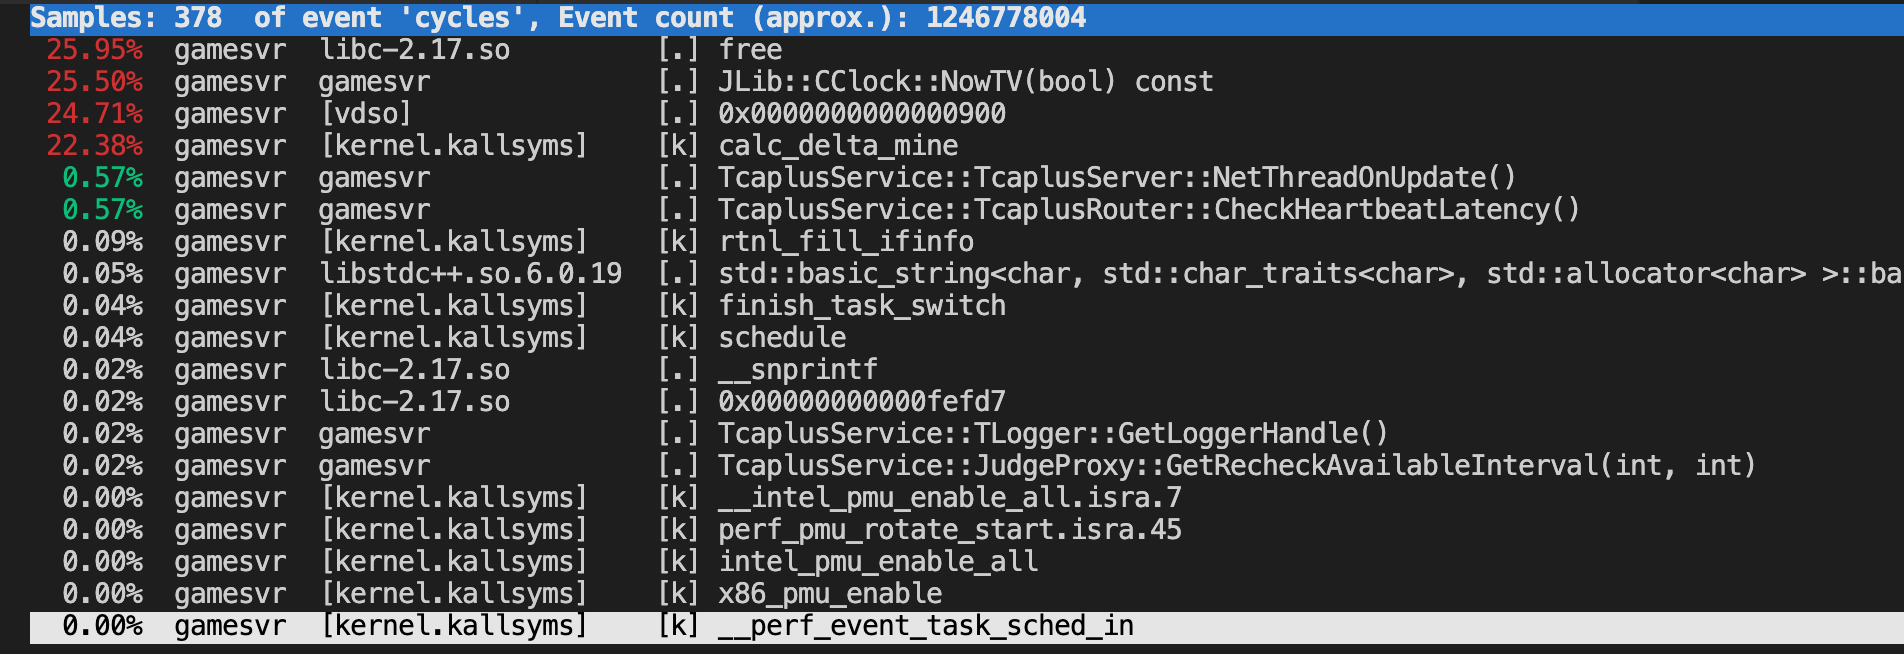 Samples: 378  of event 'cycles', Event count (approx.): 1246778004
25.95%  gamesvr  libc-2.17.so         [.] free
25.50%  gamesvr  gamesvr              [.] JLib::CClock::NowTV(bool) const
24.71%  gamesvr  [vdso]               [.] 0x0000000000000900
22.38%  gamesvr  [kernel.kallsyms]    [k] calc_delta_mine
0.57%  gamesvr  gamesvr              [.] TcaplusService::TcaplusServer::NetThreadOnUpdate()
0.57%  gamesvr  gamesvr              [.] TcaplusService::TcaplusRouter::CheckHeartbeatLatency()
0.09%  gamesvr  [kernel.kallsyms]    [k] rtnl_fill_ifinfo
0.05%  gamesvr  libstdc++.so.6.0.19  [.] std::basic_string<char, std::char_traits<char>, std::allocator<char> >::ba
0.04%  gamesvr  [kernel.kallsyms]    [k] finish_task_switch
0.04%  gamesvr  [kernel.kallsyms]    [k] schedule
0.02%  gamesvr  libc-2.17.so         [.] __snprintf
0.02%  gamesvr  libc-2.17.so         [.] 0x00000000000fefd7
0.02%  gamesvr  gamesvr              [.] TcaplusService::TLogger::GetLoggerHandle()
0.02%  gamesvr  gamesvr              [.] TcaplusService::JudgeProxy::GetRecheckAvailableInterval(int, int)
0.00%  gamesvr  [kernel.kallsyms]    [k] __intel_pmu_enable_all.isra.7
0.00%  gamesvr  [kernel.kallsyms]    [k] perf_pmu_rotate_start.isra.45
0.00%  gamesvr  [kernel.kallsyms]    [k] intel_pmu_enable_all
0.00%  gamesvr  [kernel.kallsyms]    [k] x86_pmu_enable
0.00%  gamesvr  [kernel.kallsyms]    [k] __perf_event_task_sched_in